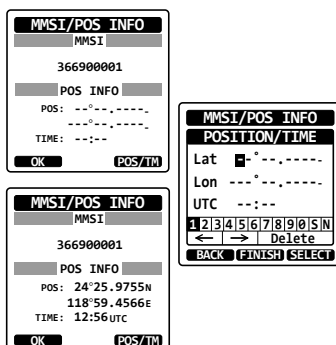 MMSI/POS INFO
MMSI
366900001
POS INFO
POS: --°--.----
---°--.----
TIME: --:--
OK POS/TM
MMSI/POS INFO
MMSI
366900001
POS INFO
POS: 24°25.9755N
118°59.4566E
TIME: 12:56 UTC
OK POS/TM
MMSI/POS INFO
POSITION/TIME
Lat --°--.----
Lon ---°--.----
UTC --:--
1 2 3 4 5 6 7 8 9 0 S N
← → Delete
BACK FINISH SELECT